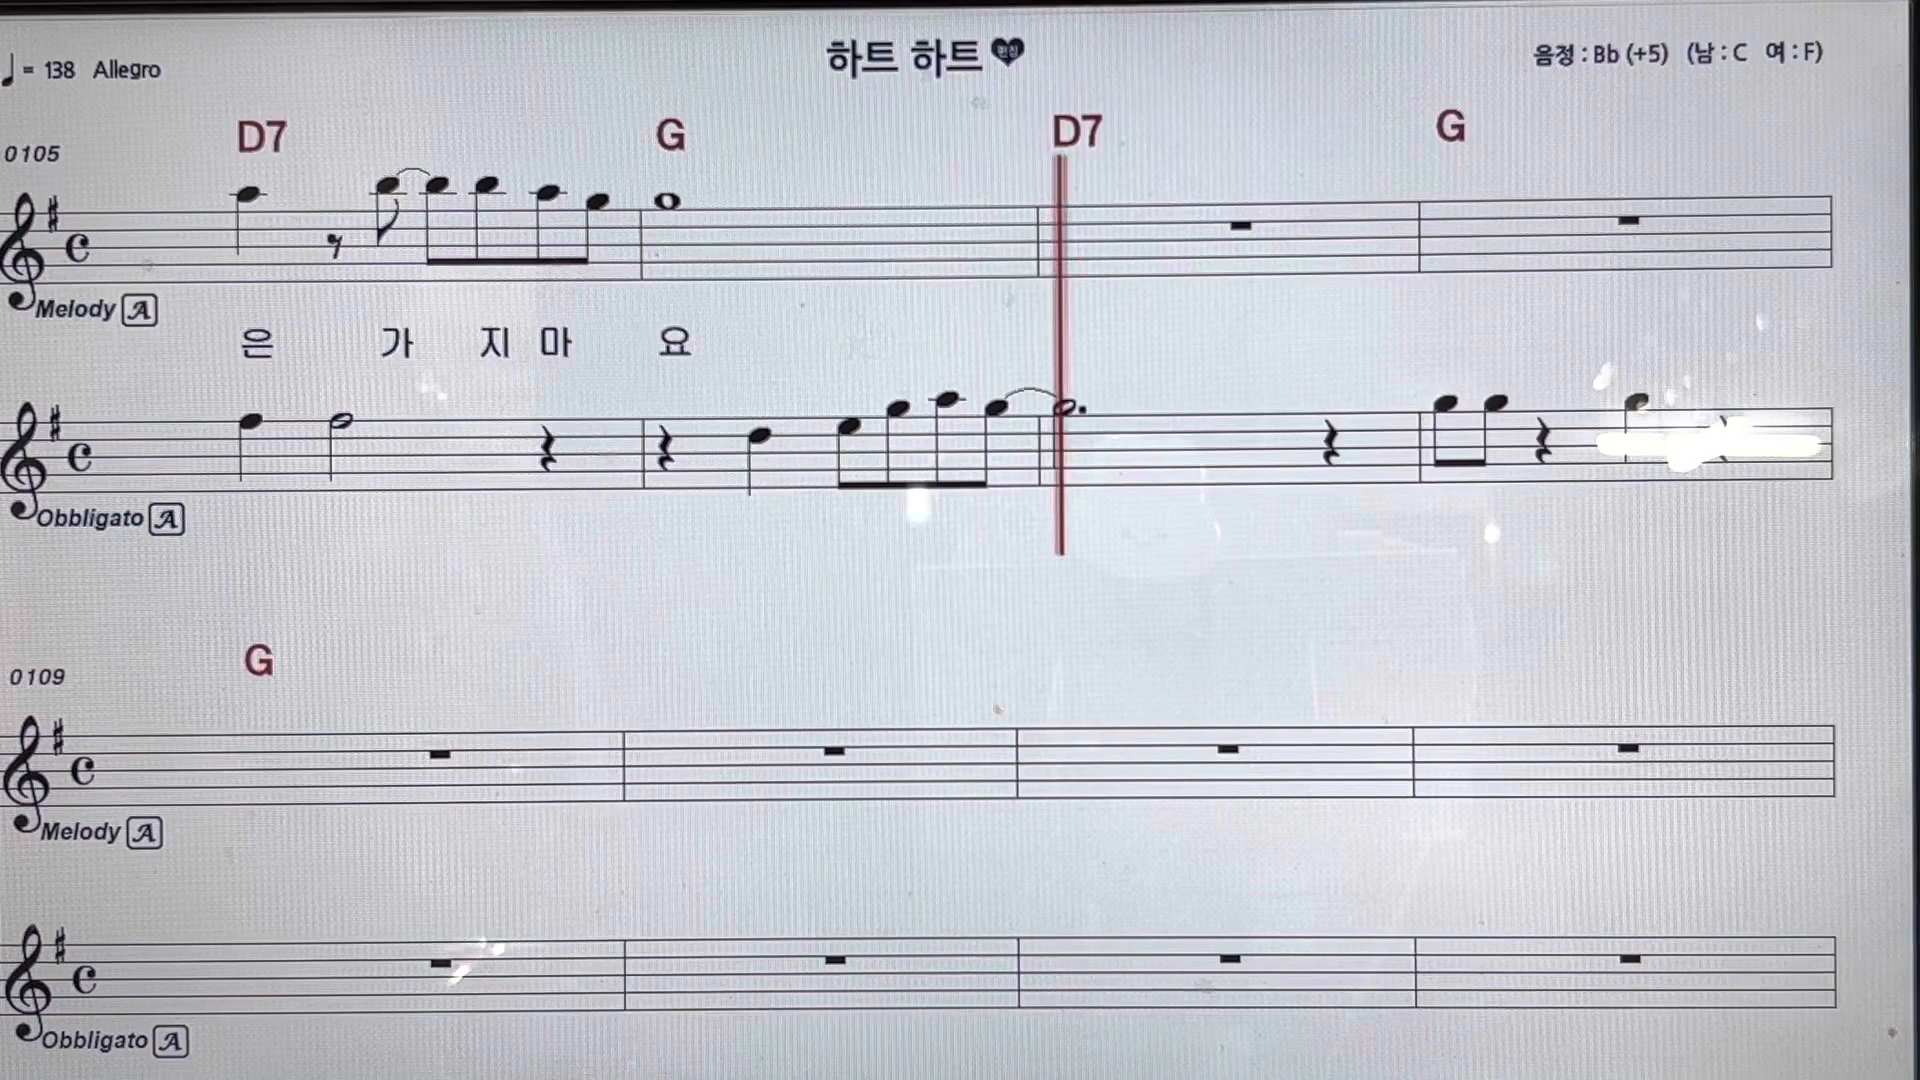 ♩= 138 Allegro
하트 하트
음정 : Bb (+5) (남 : C 여 : F)
D7 G D7 G
0105
Melody A
은 가 지 마 요
Obbligato A
G
0109
Melody A
Obbligato A